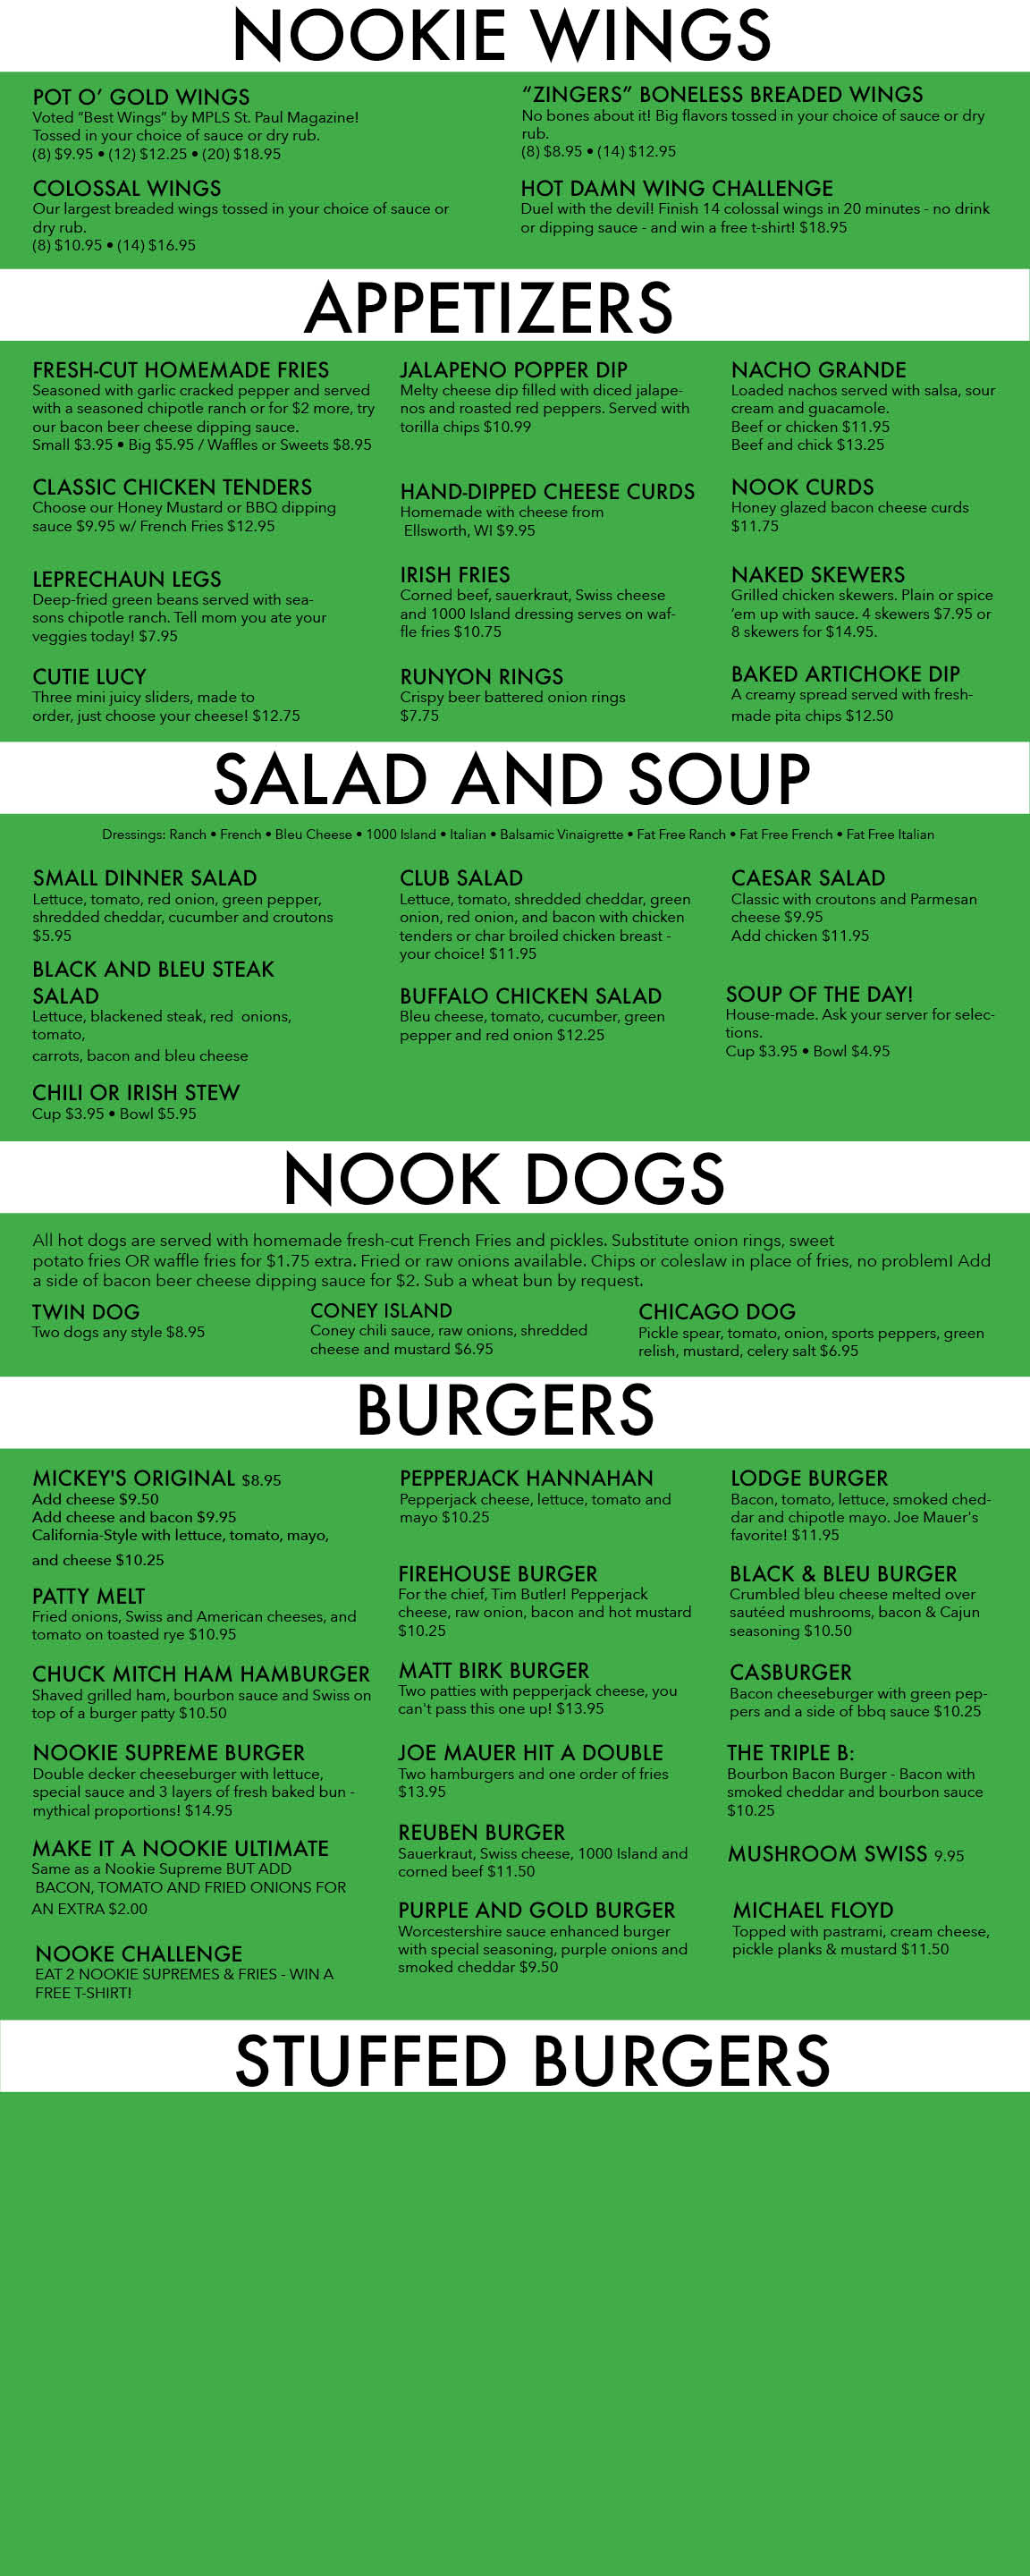 NOOKIE WINGS
POT O’ GOLD WINGS
Voted “Best Wings” by MPLS St. Paul Magazine!
Tossed in your choice of sauce or dry rub.
(8) $9.95 • (12) $12.25 • (20) $18.95
“ZINGERS” BONELESS BREADED WINGS
No bones about it! Big flavors tossed in your choice of sauce or dry
rub.
(8) $8.95 • (14) $12.95
COLOSSAL WINGS
Our largest breaded wings tossed in your choice of sauce or
dry rub.
(8) $10.95 • (14) $16.95
HOT DAMN WING CHALLENGE
Duel with the devil! Finish 14 colossal wings in 20 minutes - no drink
or dipping sauce - and win a free t-shirt! $18.95
APPETIZERS
FRESH-CUT HOMEMADE FRIES
Seasoned with garlic cracked pepper and served
with a seasoned chipotle ranch or for $2 more, try
our bacon beer cheese dipping sauce.
Small $3.95 • Big $5.95 / Waffles or Sweets $8.95
CLASSIC CHICKEN TENDERS
Choose our Honey Mustard or BBQ dipping
sauce $9.95 w/ French Fries $12.95
LEPRECHAUN LEGS
Deep-fried green beans served with sea-
sons chipotle ranch. Tell mom you ate your
veggies today! $7.95
CUTIE LUCY
Three mini juicy sliders, made to
order, just choose your cheese! $12.75
JALAPENO POPPER DIP
Melty cheese dip filled with diced jalape-
nos and roasted red peppers. Served with
torilla chips $10.99
HAND-DIPPED CHEESE CURDS
Homemade with cheese from
Ellsworth, WI $9.95
IRISH FRIES
Corned beef, sauerkraut, Swiss cheese
and 1000 Island dressing serves on waf-
fle fries $10.75
RUNYON RINGS
Crispy beer battered onion rings
$7.75
NACHO GRANDE
Loaded nachos served with salsa, sour
cream and guacamole.
Beef or chicken $11.95
Beef and chick $13.25
NOOK CURDS
Honey glazed bacon cheese curds
$11.75
NAKED SKEWERS
Grilled chicken skewers. Plain or spice
‘em up with sauce. 4 skewers $7.95 or
8 skewers for $14.95.
BAKED ARTICHOKE DIP
A creamy spread served with fresh-
made pita chips $12.50
SALAD AND SOUP
Dressings: Ranch • French • Bleu Cheese • 1000 Island • Italian • Balsamic Vinaigrette • Fat Free Ranch • Fat Free French • Fat Free Italian
SMALL DINNER SALAD
Lettuce, tomato, red onion, green pepper,
shredded cheddar, cucumber and croutons
$5.95
BLACK AND BLEU STEAK
SALAD
Lettuce, blackened steak, red onions,
tomato,
carrots, bacon and bleu cheese
CHILI OR IRISH STEW
Cup $3.95 • Bowl $5.95
CLUB SALAD
Lettuce, tomato, shredded cheddar, green
onion, red onion, and bacon with chicken
tenders or char broiled chicken breast -
your choice! $11.95
BUFFALO CHICKEN SALAD
Bleu cheese, tomato, cucumber, green
pepper and red onion $12.25
CAESAR SALAD
Classic with croutons and Parmesan
cheese $9.95
Add chicken $11.95
SOUP OF THE DAY!
House-made. Ask your server for selec-
tions.
Cup $3.95 • Bowl $4.95
NOOK DOGS
All hot dogs are served with homemade fresh-cut French Fries and pickles. Substitute onion rings, sweet
potato fries OR waffle fries for $1.75 extra. Fried or raw onions available. Chips or coleslaw in place of fries, no problem! Add
a side of bacon beer cheese dipping sauce for $2. Sub a wheat bun by request.
TWIN DOG
Two dogs any style $8.95
CONEY ISLAND
Coney chili sauce, raw onions, shredded
cheese and mustard $6.95
CHICAGO DOG
Pickle spear, tomato, onion, sports peppers, green
relish, mustard, celery salt $6.95
BURGERS
MICKEY'S ORIGINAL $8.95
Add cheese $9.50
Add cheese and bacon $9.95
California-Style with lettuce, tomato, mayo,
and cheese $10.25
PATTY MELT
Fried onions, Swiss and American cheeses, and
tomato on toasted rye $10.95
CHUCK MITCH HAM HAMBURGER
Shaved grilled ham, bourbon sauce and Swiss on
top of a burger patty $10.50
NOOKIE SUPREME BURGER
Double decker cheeseburger with lettuce,
special sauce and 3 layers of fresh baked bun -
mythical proportions! $14.95
MAKE IT A NOOKIE ULTIMATE
Same as a Nookie Supreme BUT ADD
BACON, TOMATO AND FRIED ONIONS FOR
AN EXTRA $2.00
NOOKE CHALLENGE
EAT 2 NOOKIE SUPREMES & FRIES - WIN A
FREE T-SHIRT!
PEPPERJACK HANNAHAN
Pepperjack cheese, lettuce, tomato and
mayo $10.25
FIREHOUSE BURGER
For the chief, Tim Butler! Pepperjack
cheese, raw onion, bacon and hot mustard
$10.25
MATT BIRK BURGER
Two patties with pepperjack cheese, you
can't pass this one up! $13.95
JOE MAUER HIT A DOUBLE
Two hamburgers and one order of fries
$13.95
REUBEN BURGER
Sauerkraut, Swiss cheese, 1000 Island and
corned beef $11.50
PURPLE AND GOLD BURGER
Worcestershire sauce enhanced burger
with special seasoning, purple onions and
smoked cheddar $9.50
LODGE BURGER
Bacon, tomato, lettuce, smoked ched-
dar and chipotle mayo. Joe Mauer's
favorite! $11.95
BLACK & BLEU BURGER
Crumbled bleu cheese melted over
sautéed mushrooms, bacon & Cajun
seasoning $10.50
CASBURGER
Bacon cheeseburger with green pep-
pers and a side of bbq sauce $10.25
THE TRIPLE B:
Bourbon Bacon Burger - Bacon with
smoked cheddar and bourbon sauce
$10.25
MUSHROOM SWISS 9.95
MICHAEL FLOYD
Topped with pastrami, cream cheese,
pickle planks & mustard $11.50
STUFFED BURGERS